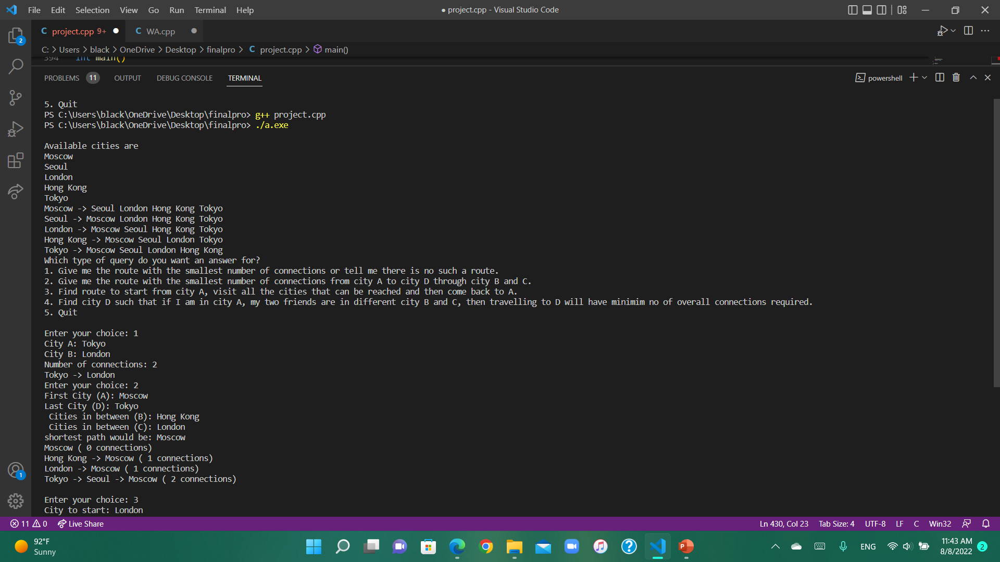 File Edit Selection View Go Run Terminal Help ● project.cpp - Visual Studio Code
C project.cpp 9+ ● C WA.cpp ●
2
C: > Users > black > OneDrive > Desktop > finalpro > C project.cpp > main()
394 int main()
PROBLEMS 11 OUTPUT DEBUG CONSOLE TERMINAL powershell
5. Quit
PS C:\Users\black\OneDrive\Desktop\finalpro> g++ project.cpp
PS C:\Users\black\OneDrive\Desktop\finalpro> ./a.exe
Available cities are
Moscow
Seoul
London
Hong Kong
Tokyo
Moscow -> Seoul London Hong Kong Tokyo
Seoul -> Moscow London Hong Kong Tokyo
London -> Moscow Seoul Hong Kong Tokyo
Hong Kong -> Moscow Seoul London Tokyo
Tokyo -> Moscow Seoul London Hong Kong
Which type of query do you want an answer for?
1. Give me the route with the smallest number of connections or tell me there is no such a route.
2. Give me the route with the smallest number of connections from city A to city D through city B and C.
3. Find route to start from city A, visit all the cities that can be reached and then come back to A.
4. Find city D such that if I am in city A, my two friends are in different city B and C, then travelling to D will have minimim no of overall connections required.
5. Quit
Enter your choice: 1
City A: Tokyo
City B: London
Number of connections: 2
Tokyo -> London
Enter your choice: 2
First City (A): Moscow
Last City (D): Tokyo
Cities in between (B): Hong Kong
Cities in between (C): London
shortest path would be: Moscow
Moscow ( 0 connections)
Hong Kong -> Moscow ( 1 connections)
London -> Moscow ( 1 connections)
1
Tokyo -> Seoul -> Moscow ( 2 connections)
Enter your choice: 3
City to start: London
11 0 Live Share Ln 430, Col 23 Tab Size: 4 UTF-8 LF C Win32
92°F
Sunny
P
ENG
11:43 AM
8/8/2022
2